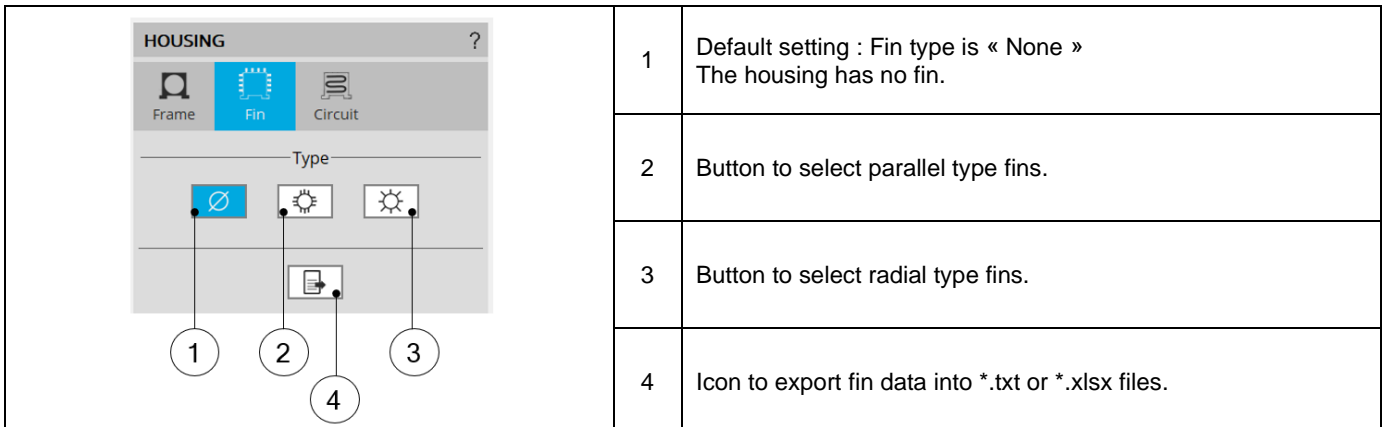 HOUSING ?
Frame Fin Circuit
Type
1 2 3
4
1 Default setting : Fin type is « None »
The housing has no fin.
2 Button to select parallel type fins.
3 Button to select radial type fins.
4 Icon to export fin data into *.txt or *.xlsx files.